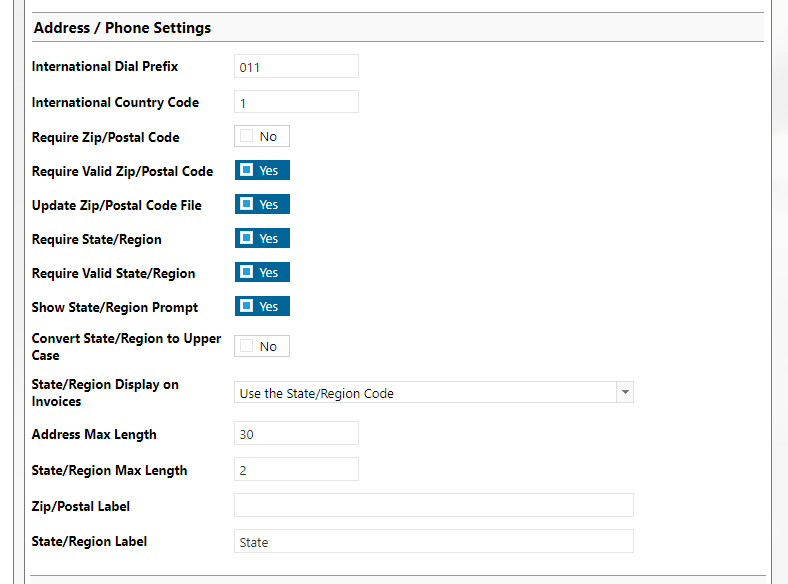 Address / Phone Settings
International Dial Prefix 011
International Country Code 1
Require Zip/Postal Code No
Require Valid Zip/Postal Code Yes
Update Zip/Postal Code File Yes
Require State/Region Yes
Require Valid State/Region Yes
Show State/Region Prompt Yes
Convert State/Region to Upper
Case No
State/Region Display on
Invoices Use the State/Region Code
Address Max Length 30
State/Region Max Length 2
Zip/Postal Label
State/Region Label State